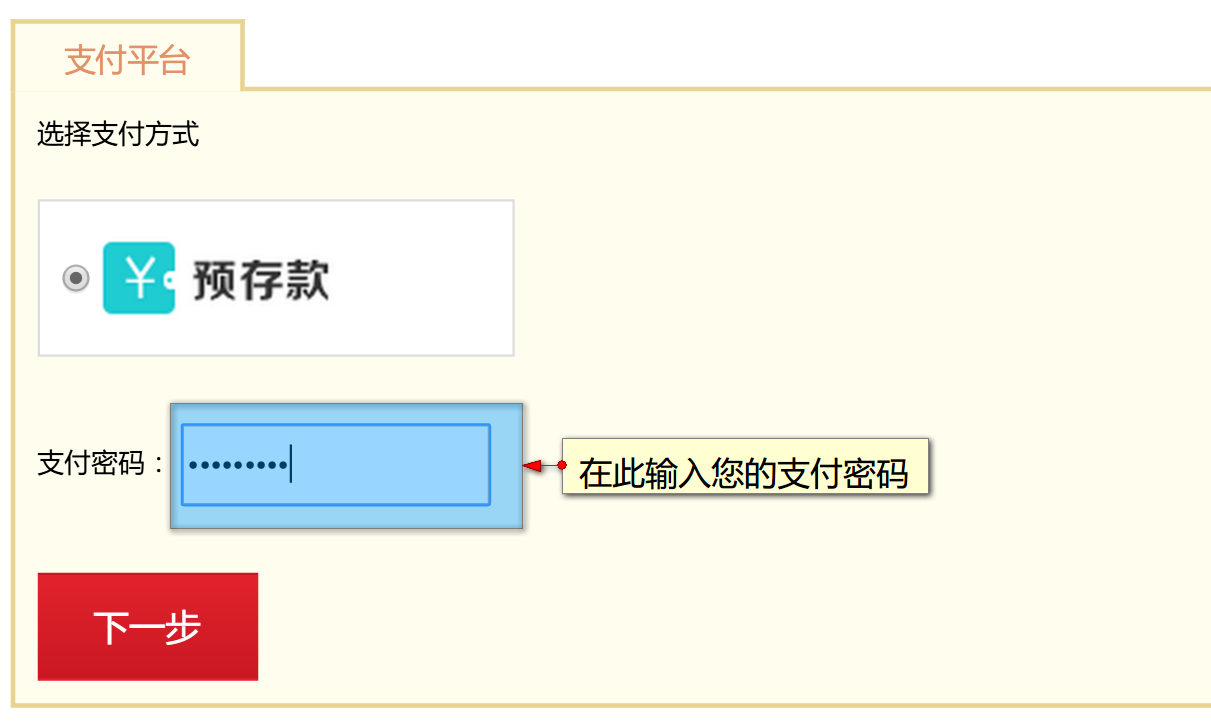 支付平台
选择支付方式
¥ 预存款
支付密码：•••••••••
在此输入您的支付密码
下一步